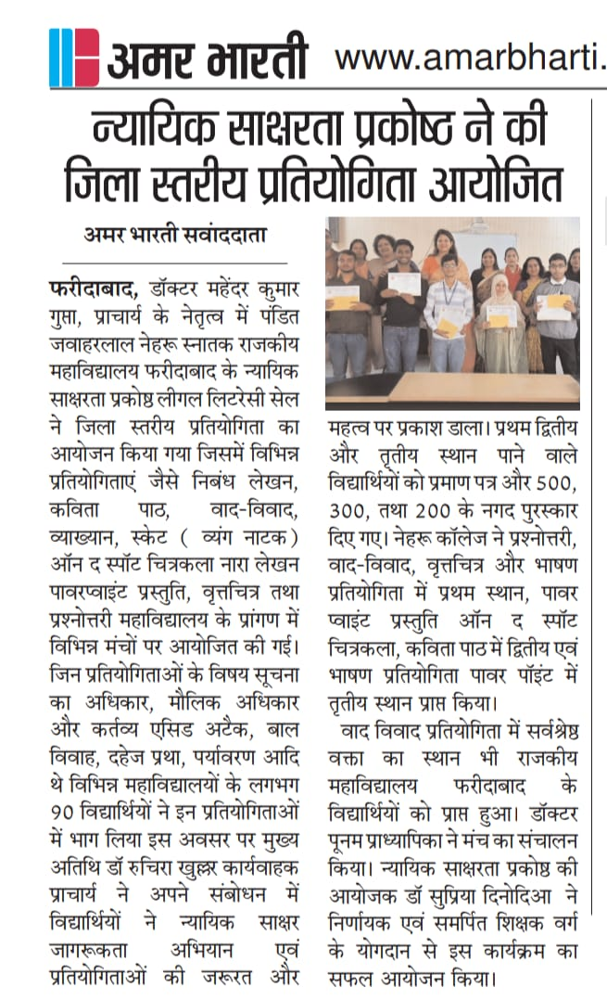 अमर भारती www.amarbharti.
न्यायिक साक्षरता प्रकोष्ठ ने की
जिला स्तरीय प्रतियोगिता आयोजित
अमर भारती सवांददाता
फरीदाबाद, डॉक्टर महेंदर कुमार
गुप्ता, प्राचार्य के नेतृत्व में पंडित
जवाहरलाल नेहरू स्नातक राजकीय
महाविद्यालय फरीदाबाद के न्यायिक
साक्षरता प्रकोष्ठ लीगल लिटरेसी सेल
ने जिला स्तरीय प्रतियोगिता का
आयोजन किया गया जिसमें विभिन्न
प्रतियोगिताएं जैसे निबंध लेखन,
कविता पाठ, वाद-विवाद,
व्याख्यान, स्केट ( व्यंग नाटक)
ऑन द स्पॉट चित्रकला नारा लेखन
पावरप्वाइंट प्रस्तुति, वृत्तचित्र तथा
प्रश्नोत्तरी महाविद्यालय के प्रांगण में
विभिन्न मंचों पर आयोजित की गई।
जिन प्रतियोगिताओं के विषय सूचना
का अधिकार, मौलिक अधिकार
और कर्तव्य एसिड अटैक, बाल
विवाह, दहेज प्रथा, पर्यावरण आदि
थे विभिन्न महाविद्यालयों के लगभग
90 विद्यार्थियों ने इन प्रतियोगिताओं
में भाग लिया इस अवसर पर मुख्य
अतिथि डॉ रुचिरा खुल्लर कार्यवाहक
प्राचार्य ने अपने संबोधन में
विद्यार्थियों ने न्यायिक साक्षर
जागरूकता अभियान एवं
प्रतियोगिताओं की जरूरत और
महत्व पर प्रकाश डाला। प्रथम द्वितीय
और तृतीय स्थान पाने वाले
विद्यार्थियों को प्रमाण पत्र और 500,
300, तथा 200 के नगद पुरस्कार
दिए गए। नेहरू कॉलेज ने प्रश्नोत्तरी,
वाद-विवाद, वृत्तचित्र और भाषण
प्रतियोगिता में प्रथम स्थान, पावर
प्वाइंट प्रस्तुति ऑन द स्पॉट
चित्रकला, कविता पाठ में द्वितीय एवं
भाषण प्रतियोगिता पावर पॉइंट में
तृतीय स्थान प्राप्त किया।
वाद विवाद प्रतियोगिता में सर्वश्रेष्ठ
वक्ता का स्थान भी राजकीय
महाविद्यालय फरीदाबाद के
विद्यार्थियों को प्राप्त हुआ। डॉक्टर
पूनम प्राध्यापिका ने मंच का संचालन
किया। न्यायिक साक्षरता प्रकोष्ठ की
आयोजक डॉ सुप्रिया दिनोदिआ ने
निर्णायक एवं समर्पित शिक्षक वर्ग
के योगदान से इस कार्यक्रम का
सफल आयोजन किया।